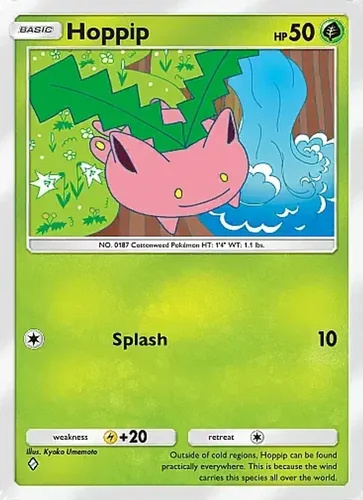 BASIC Hoppip HP 50
NO. 0187 Cottonweed Pokémon HT: 1'4" WT: 1.1 lbs.
Splash 10
weakness +20 retreat
Illus. Kyoko Umemoto
Outside of cold regions, Hoppip can be found
practically everywhere. This is because the wind
carries this species all over the world.